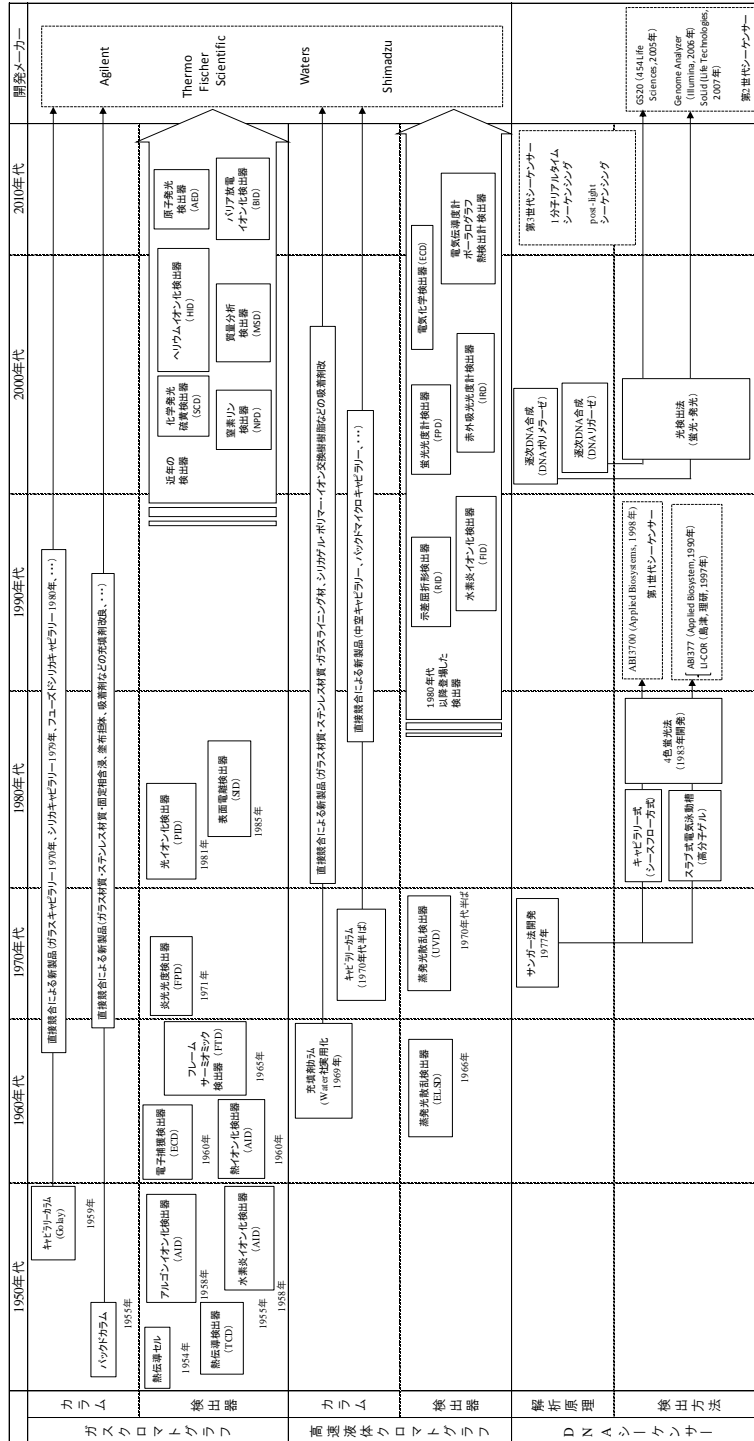 1950年代
1960年代
1970年代
1980年代
1990年代
2000年代
2010年代
開発メーカー
ガスクロマトグラフ
カラム
キャピラリーカラム
(Golay)
1959年
直接競合による新製品(ガラスキャピラリー1970年、シリカキャピラリー1979年、フューズドシリカキャピラリー1980年、・・・)
パックドカラム
1955年
直接競合による新製品(ガラス材質・ステンレス材質・固定相含浸、塗布担体、吸着剤などの充填剤改良、・・・)
検出器
熱伝導セル
1954年
熱伝導検出器
(TCD)
1955年
アルゴンイオン化検出器
(AID)
1958年
水素炎イオン化検出器
(AID)
1958年
電子捕獲検出器
(ECD)
1960年
熱イオン化検出器
(AID)
1960年
フレーム
サーミオミック
検出器(FTD)
1965年
炎光光度検出器
(FPD)
1971年
光イオン化検出器
(PID)
1981年
表面電離検出器
(SID)
1985年
近年の
検出器
化学発光
硫黄検出器
(SCD)
窒素リン
検出器
(NPD)
ヘリウムイオン化検出器
(HID)
質量分析
検出器
(MSD)
原子発光
検出器
(AED)
バリア放電
イオン化検出器
(BID)
Agilent
Thermo
Fischer
Scientific
Waters
Shimadzu
高速液体クロマトグラフ
カラム
充填剤カラム
(Water社実用化
1969年)
直接競合による新製品(ガラス材質・ステンレス材質・ガラスライニング材、シリカゲル・ポリマー・イオン交換樹樹脂などの吸着剤改
キャピラリーカラム
(1970年代半ば)
直接競合による新製品(中空キャピラリー、パックドマイクロキャピラリー、・・・)
検出器
蒸発光散乱検出器
(ELSD)
1966年
蒸発光散乱検出器
(UVD)
1970年代半ば
1980年代
以降登場した
検出器
示差屈折形検出器
(RID)
水素炎イオン化検出器
(FID)
蛍光光度計検出器
(FPD)
赤外吸光光度計検出器
(IRD)
電気化学検出器(ECD)
電気伝導度計
ポーラログラフ
熱検出計検出器
DNAシーケンサー
解析原理
サンガー法開発
1977年
逐次DNA合成
(DNAポリメラーゼ)
逐次DNA合成
(DNAリガーゼ)
第3世代シーケンサー
1分子リアルタイム
シーケンシング
post-light
シーケンシング
検出方法
キャピラリー式
(シースフロー方式)
スラブ式電気泳動槽
(高分子ゲル)
4色蛍光法
(1983年開発)
ABI3700 (Applied Biosystems, 1998年)
第1世代シーケンサー
ABI377 (Applied Biosystem,1990年)
LI-COR (島津, 理研, 1997年)
光検出法
(蛍光・発光)
GS20 (454 Life
Sciences,2005年)
Genome Analyzer
(Illumina, 2006年)
SoLid (Life Technologies,
2007年)
第2世代シーケンサー